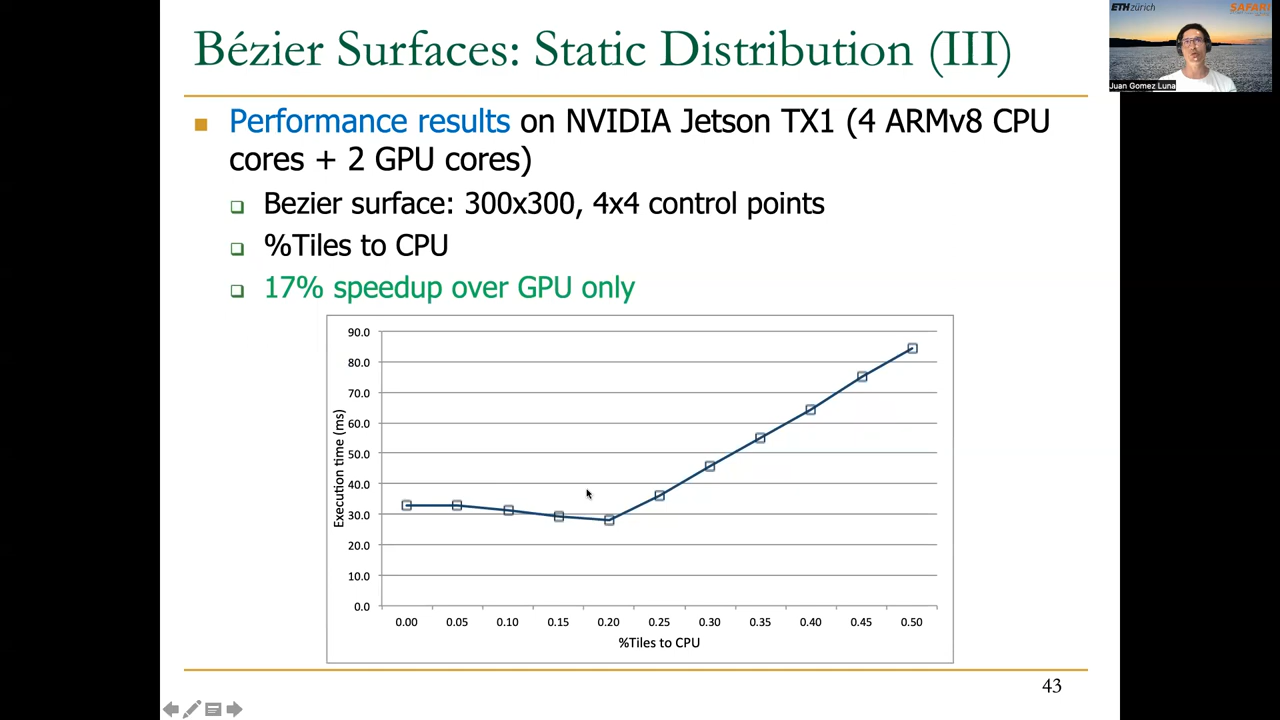 Bézier Surfaces: Static Distribution (III)
ETH zürich
SAFARI
Juan Gomez Luna
Performance results on NVIDIA Jetson TX1 (4 ARMv8 CPU
cores + 2 GPU cores)
Bezier surface: 300x300, 4x4 control points
%Tiles to CPU
17% speedup over GPU only
90.0
80.0
70.0
60.0
50.0
40.0
30.0
20.0
10.0
0.0
Execution time (ms)
0.00 0.05 0.10 0.15 0.20 0.25 0.30 0.35 0.40 0.45 0.50
%Tiles to CPU
43